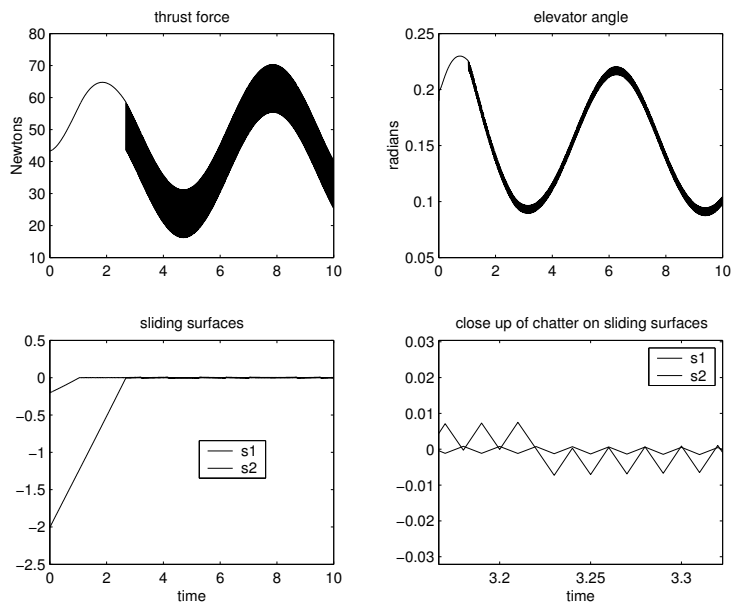 thrust force
80
70
60
50
40
30
20
10
Newtons
0 2 4 6 8 10
elevator angle
0.25
0.2
0.15
0.1
0.05
radians
0 2 4 6 8 10
sliding surfaces
0.5
0
−0.5
−1
−1.5
−2
−2.5
s1
s2
0 2 4 6 8 10
time
close up of chatter on sliding surfaces
0.03
0.02
0.01
0
−0.01
−0.02
−0.03
s1
s2
3.2 3.25 3.3
time